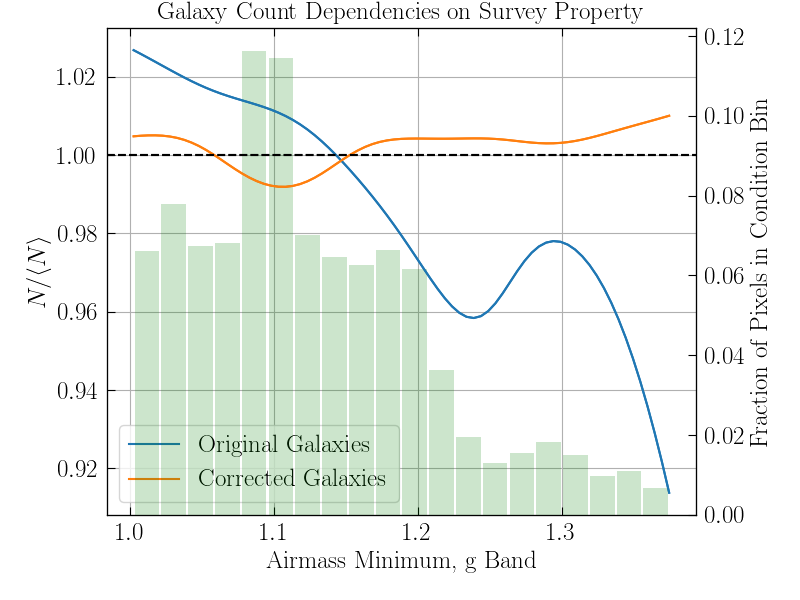 Galaxy Count Dependencies on Survey Property
N/⟨N⟩
1.02
1.00
0.98
0.96
0.94
0.92
0.12
0.10
0.08
0.06
0.04
0.02
0.00
Fraction of Pixels in Condition Bin
Original Galaxies
Corrected Galaxies
1.0 1.1 1.2 1.3
Airmass Minimum, g Band